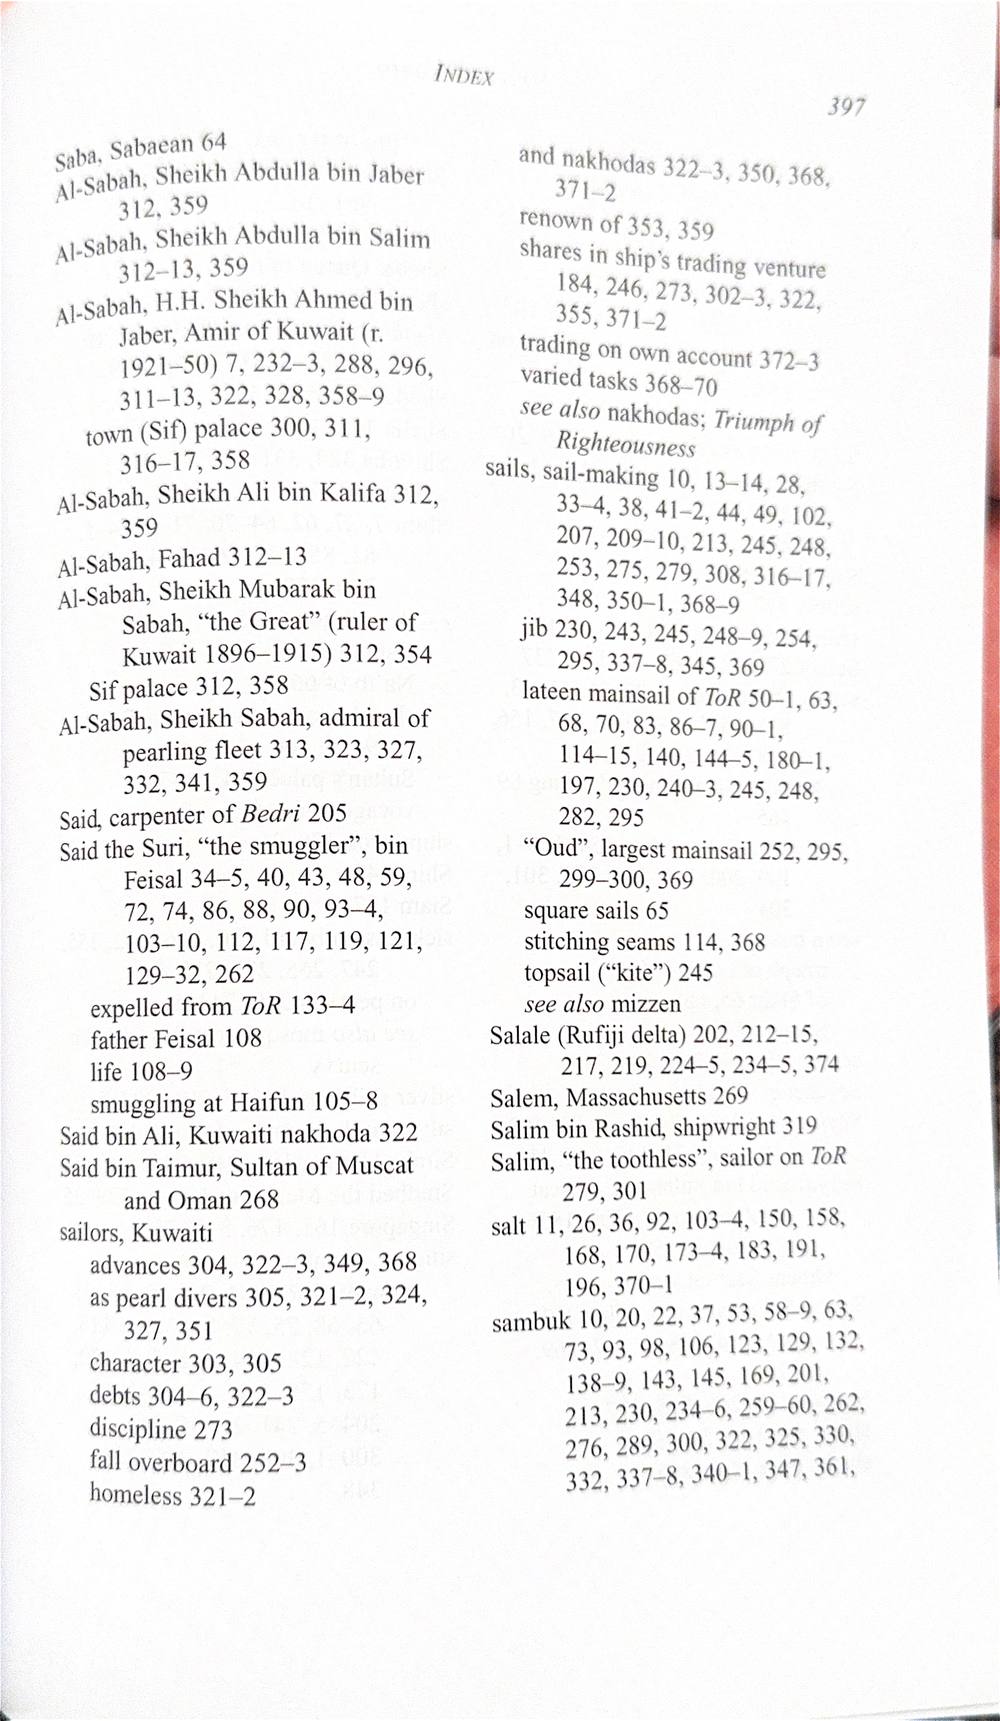 INDEX
397
Saba, Sabaean 64
Al-Sabah, Sheikh Abdulla bin Jaber
312, 359
Al-Sabah, Sheikh Abdulla bin Salim
312–13, 359
Al-Sabah, H.H. Sheikh Ahmed bin
Jaber, Amir of Kuwait (r.
1921–50) 7, 232–3, 288, 296,
311–13, 322, 328, 358–9
town (Sif) palace 300, 311,
316–17, 358
Al-Sabah, Sheikh Ali bin Kalifa 312,
359
Al-Sabah, Fahad 312–13
Al-Sabah, Sheikh Mubarak bin
Sabah, “the Great” (ruler of
Kuwait 1896–1915) 312, 354
Sif palace 312, 358
Al-Sabah, Sheikh Sabah, admiral of
pearling fleet 313, 323, 327,
332, 341, 359
Said, carpenter of Bedri 205
Said the Suri, “the smuggler”, bin
Feisal 34–5, 40, 43, 48, 59,
72, 74, 86, 88, 90, 93–4,
103–10, 112, 117, 119, 121,
129–32, 262
expelled from ToR 133–4
father Feisal 108
life 108–9
smuggling at Haifun 105–8
Said bin Ali, Kuwaiti nakhoda 322
Said bin Taimur, Sultan of Muscat
and Oman 268
sailors, Kuwaiti
advances 304, 322–3, 349, 368
as pearl divers 305, 321–2, 324,
327, 351
character 303, 305
debts 304–6, 322–3
discipline 273
fall overboard 252–3
homeless 321–2
and nakhodas 322–3, 350, 368,
371–2
renown of 353, 359
shares in ship's trading venture
184, 246, 273, 302–3, 322,
355, 371–2
trading on own account 372–3
varied tasks 368–70
see also nakhodas; Triumph of
Righteousness
sails, sail-making 10, 13–14, 28,
33–4, 38, 41–2, 44, 49, 102,
207, 209–10, 213, 245, 248,
253, 275, 279, 308, 316–17,
348, 350–1, 368–9
jib 230, 243, 245, 248–9, 254,
295, 337–8, 345, 369
lateen mainsail of ToR 50–1, 63,
68, 70, 83, 86–7, 90–1,
114–15, 140, 144–5, 180–1,
197, 230, 240–3, 245, 248,
282, 295
“Oud”, largest mainsail 252, 295,
299–300, 369
square sails 65
stitching seams 114, 368
topsail (“kite”) 245
see also mizzen
Salale (Rufiji delta) 202, 212–15,
217, 219, 224–5, 234–5, 374
Salem, Massachusetts 269
Salim bin Rashid, shipwright 319
Salim, “the toothless”, sailor on ToR
279, 301
salt 11, 26, 36, 92, 103–4, 150, 158,
168, 170, 173–4, 183, 191,
196, 370–1
sambuk 10, 20, 22, 37, 53, 58–9, 63,
73, 93, 98, 106, 123, 129, 132,
138–9, 143, 145, 169, 201,
213, 230, 234–6, 259–60, 262,
276, 289, 300, 322, 325, 330,
332, 337–8, 340–1, 347, 361,